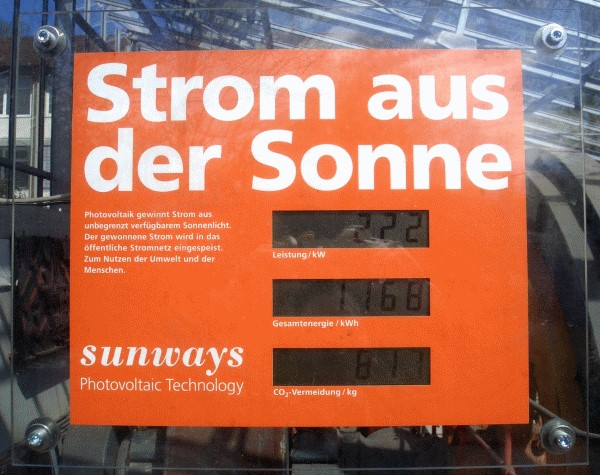 Strom aus
der Sonne
Photovoltaik gewinnt Strom aus
unbegrenzt verfügbarem Sonnenlicht.
Der gewonnene Strom wird in das
öffentliche Stromnetz eingespeist.
Zum Nutzen der Umwelt und der
Menschen.
222
Leistung/kW
1168
Gesamtenergie/kWh
617
CO₂-Vermeidung/kg
sunways
Photovoltaic Technology